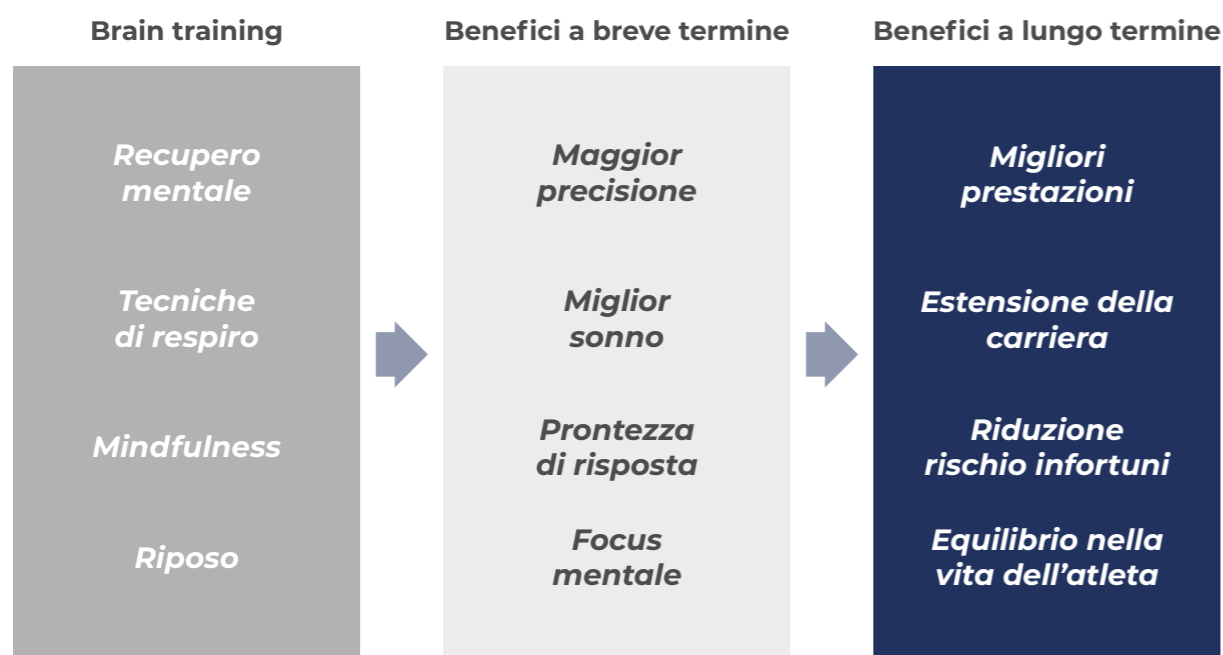 Brain training
Recupero
mentale
Tecniche
di respiro
Mindfulness
Riposo
Benefici a breve termine
Maggior
precisione
Miglior
sonno
Prontezza
di risposta
Focus
mentale
Benefici a lungo termine
Migliori
prestazioni
Estensione della
carriera
Riduzione
rischio infortuni
Equilibrio nella
vita dell’atleta